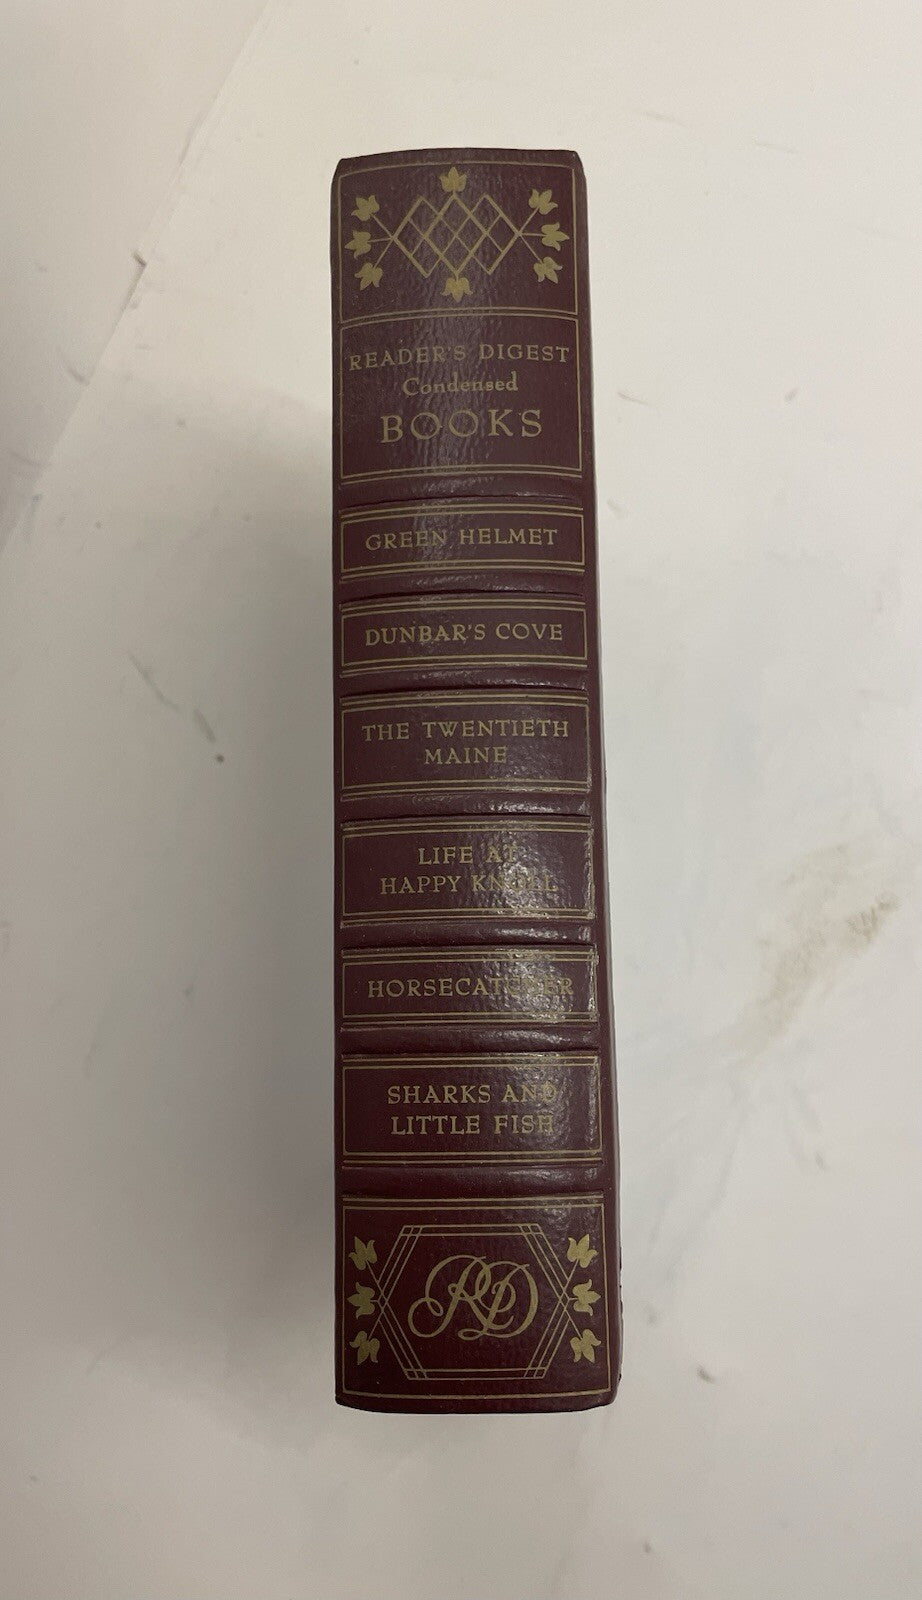 READER'S DIGEST
Condensed
BOOKS
GREEN HELMET
DUNBAR'S COVE
THE TWENTIETH
MAINE
LIFE AT
HAPPY KNOLL
HORSECATCHER
SHARKS AND
LITTLE FISH
RD